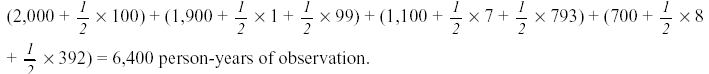 (2,000 + 1/2 × 100) + (1,900 + 1/2 × 1 + 1/2 × 99) + (1,100 + 1/2 × 7 + 1/2 × 793) + (700 + 1/2 × 8
+ 1/2 × 392) = 6,400 person-years of observation.